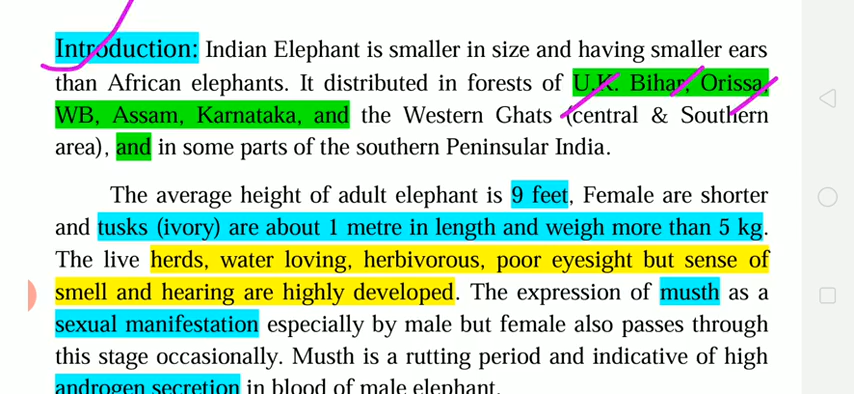 Introduction: Indian Elephant is smaller in size and having smaller ears
than African elephants. It distributed in forests of U.K. Bihar, Orissa,
WB, Assam, Karnataka, and the Western Ghats (central & Southern
area), and in some parts of the southern Peninsular India.
The average height of adult elephant is 9 feet, Female are shorter
and tusks (ivory) are about 1 metre in length and weigh more than 5 kg.
The live herds, water loving, herbivorous, poor eyesight but sense of
smell and hearing are highly developed. The expression of musth as a
sexual manifestation especially by male but female also passes through
this stage occasionally. Musth is a rutting period and indicative of high
androgen secretion in blood of male elephant.